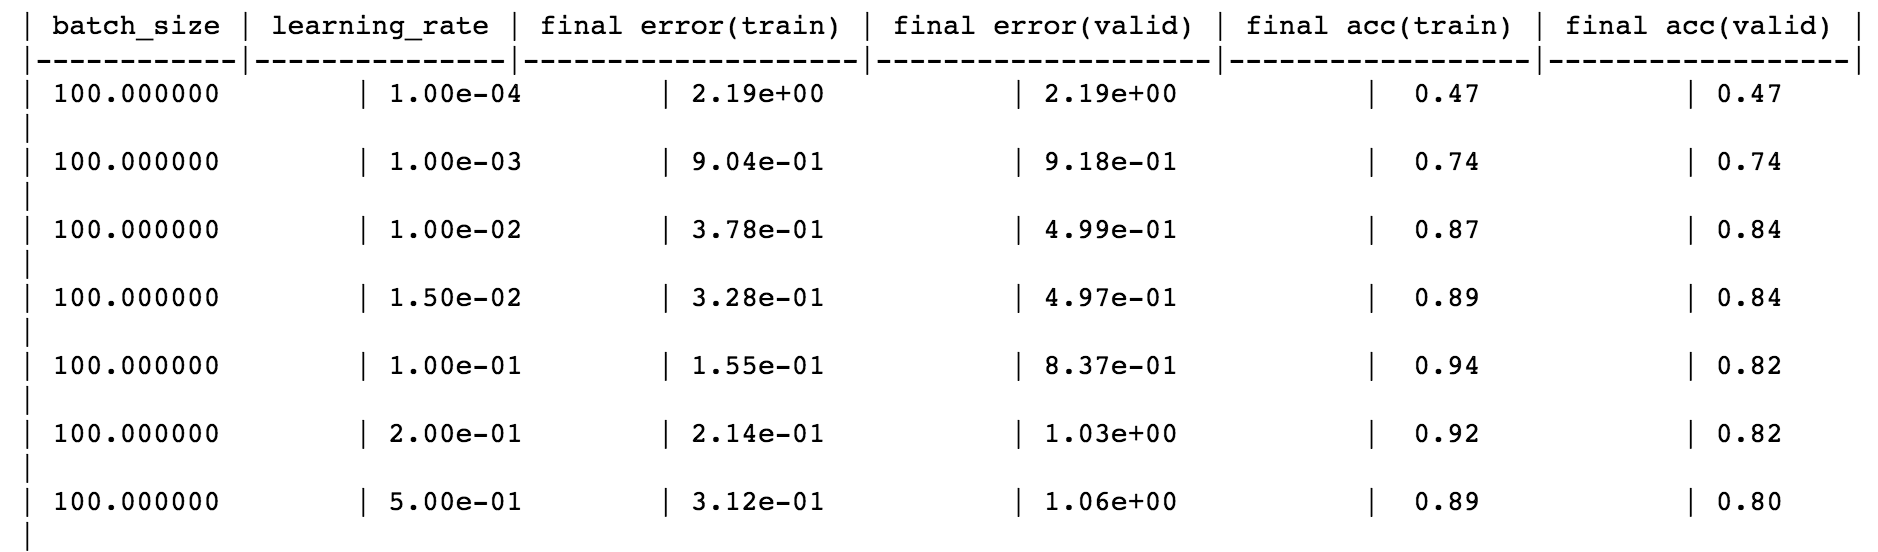 | batch_size | learning_rate | final error(train) | final error(valid) | final acc(train) | final acc(valid) |
|------------|---------------|--------------------|--------------------|------------------|------------------|
| 100.000000        | 1.00e-04        | 2.19e+00           | 2.19e+00           |  0.47            | 0.47
|
| 100.000000        | 1.00e-03        | 9.04e-01           | 9.18e-01           |  0.74            | 0.74
|
| 100.000000        | 1.00e-02        | 3.78e-01           | 4.99e-01           |  0.87            | 0.84
|
| 100.000000        | 1.50e-02        | 3.28e-01           | 4.97e-01           |  0.89            | 0.84
|
| 100.000000        | 1.00e-01        | 1.55e-01           | 8.37e-01           |  0.94            | 0.82
|
| 100.000000        | 2.00e-01        | 2.14e-01           | 1.03e+00           |  0.92            | 0.82
|
| 100.000000        | 5.00e-01        | 3.12e-01           | 1.06e+00           |  0.89            | 0.80
|